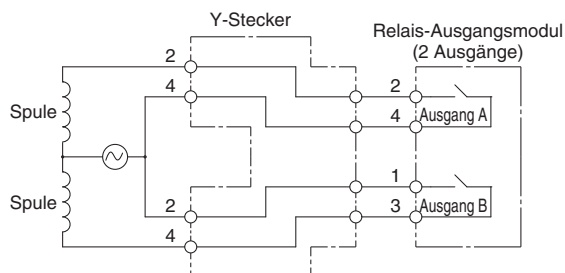 Y-Stecker
Relais-Ausgangsmodul
(2 Ausgänge)
2
4
2
4
Ausgang A
Spule
Spule
2
4
1
3
Ausgang B